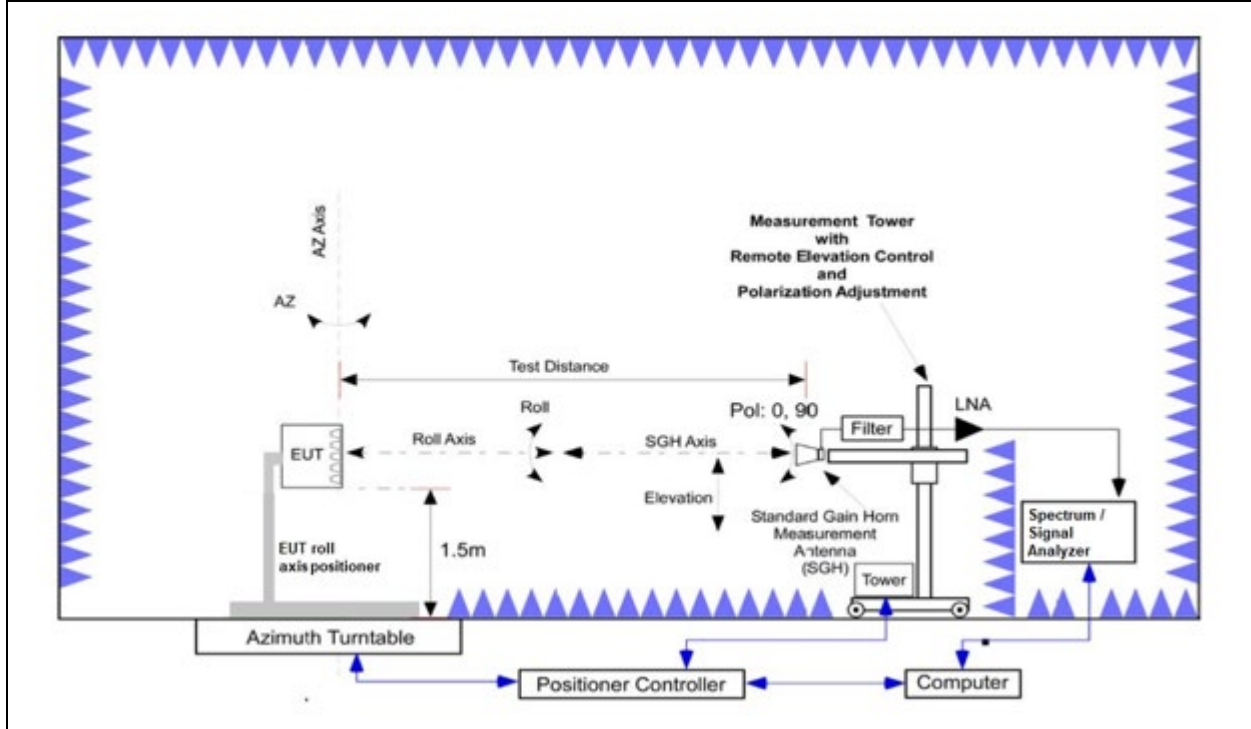 AZ Axis
AZ
Measurement Tower
with
Remote Elevation Control
and
Polarization Adjustment
Test Distance
Roll
Pol: 0, 90
LNA
Filter
EUT
Roll Axis
SGH Axis
Elevation
Standard Gain Horn
Measurement
Antenna
(SGH)
Spectrum /
Signal
Analyzer
EUT roll
axis positioner
1.5m
Tower
Azimuth Turntable
Positioner Controller
Computer